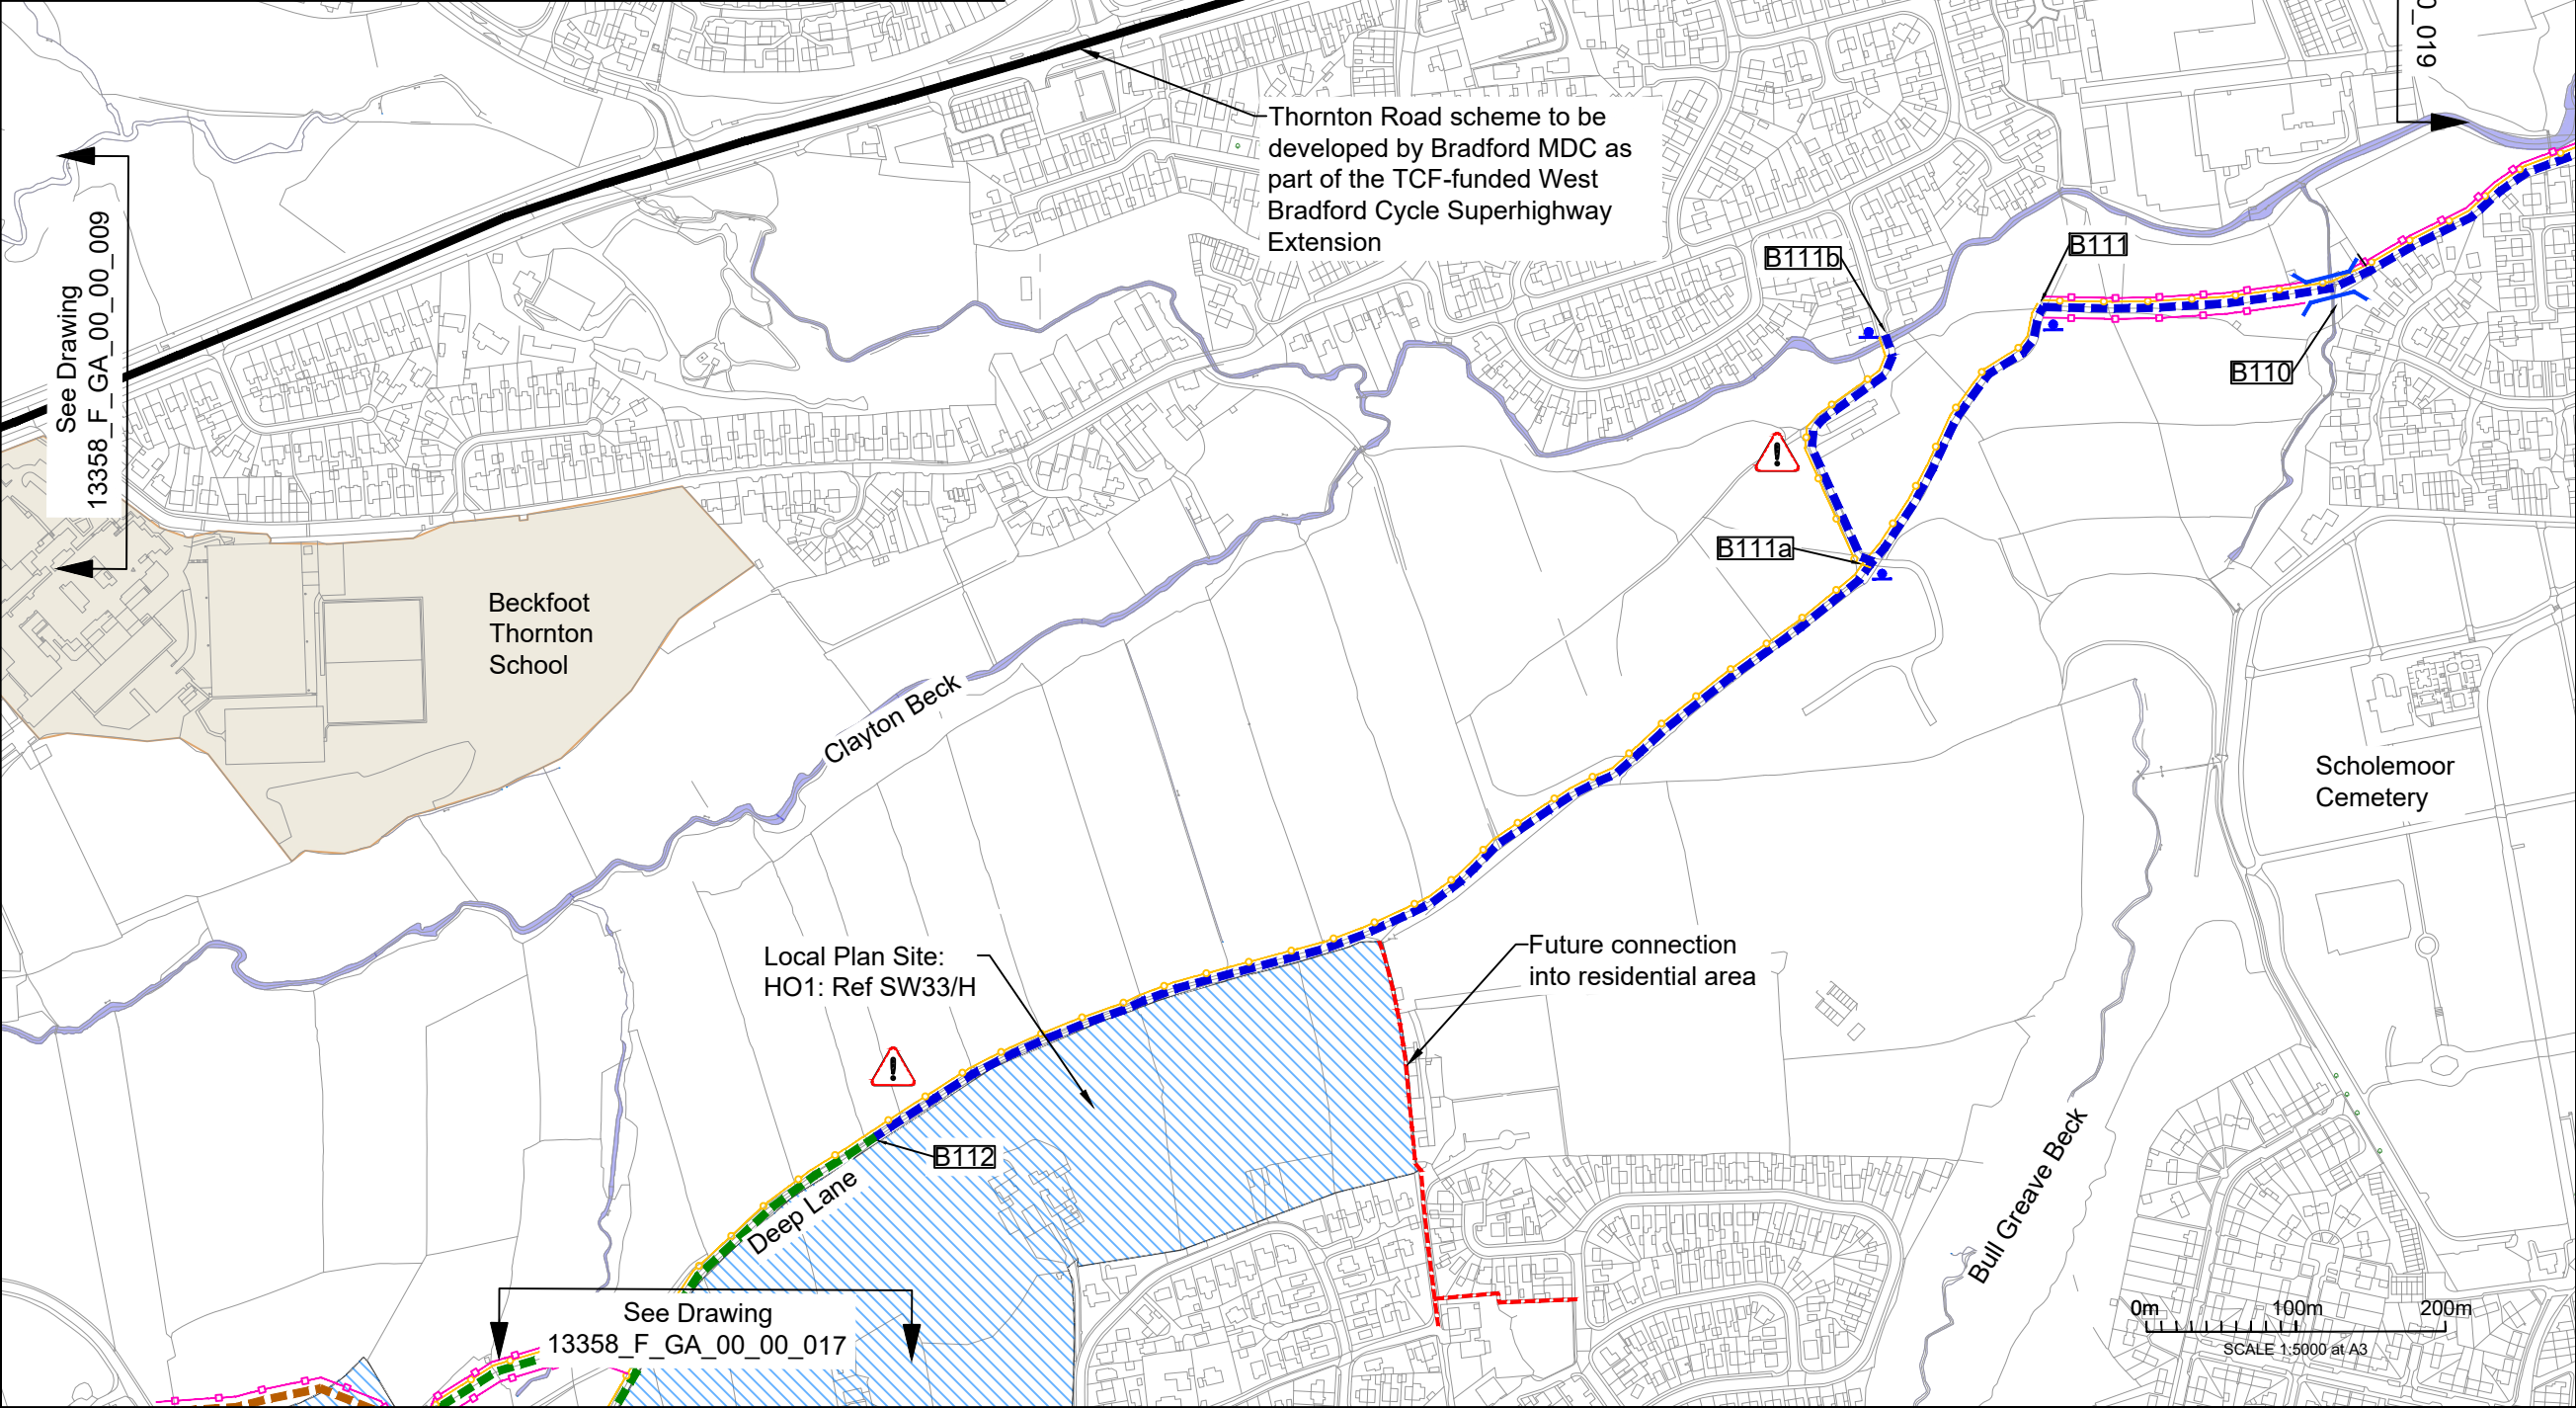 0_019
Thornton Road scheme to be
developed by Bradford MDC as
part of the TCF-funded West
Bradford Cycle Superhighway
Extension
See Drawing
13358_F_GA_00_00_009
B111b
B111
B110
B111a
Beckfoot
Thornton
School
Clayton Beck
Scholemoor
Cemetery
Local Plan Site:
HO1: Ref SW33/H
Future connection
into residential area
B112
Deep Lane
Bull Greave Beck
See Drawing
13358_F_GA_00_00_017
0m 100m 200m
SCALE 1:5000 at A3